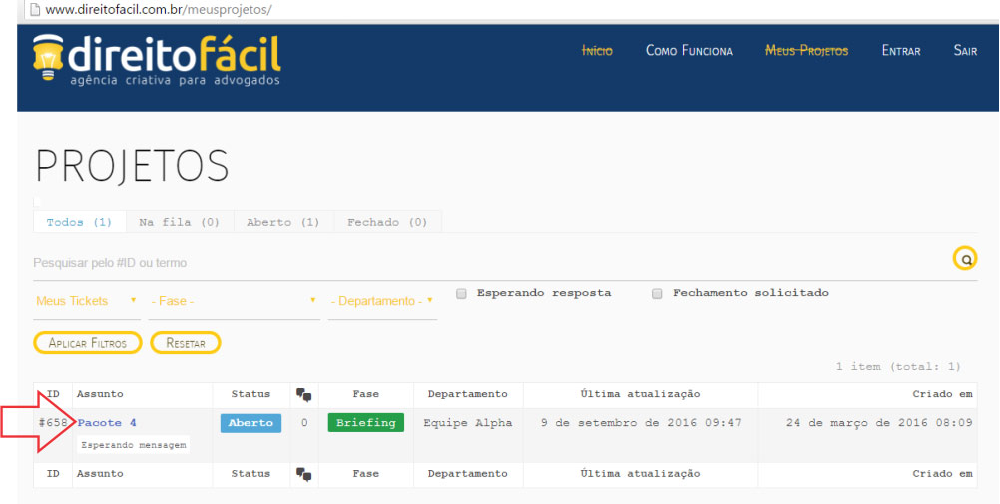 www.direitofacil.com.br/meusprojetos/
direitofácil
agência criativa para advogados
Início Como Funciona Meus Projetos Entrar Sair
PROJETOS
Todos (1) Na fila (0) Aberto (1) Fechado (0)
Pesquisar pelo #ID ou termo
Meus Tickets - Fase - - Departamento - Esperando resposta Fechamento solicitado
Aplicar Filtros Resetar
1 item (total: 1)
ID Assunto Status Fase Departamento Última atualização Criado em
#658 Pacote 4 Aberto 0 Briefing Equipe Alpha 9 de setembro de 2016 09:47 24 de março de 2016 08:09
Esperando mensagem
ID Assunto Status Fase Departamento Última atualização Criado em